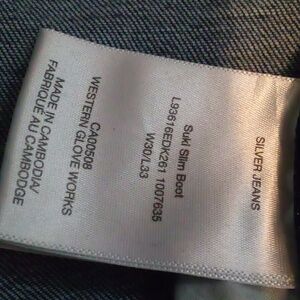 SILVER JEANS
Suki Slim Boot
L93616EDK261 1007635
W30/L33
CA00508
WESTERN GLOVE WORKS
MADE IN CAMBODIA/
FABRIQUE AU CAMBODGE